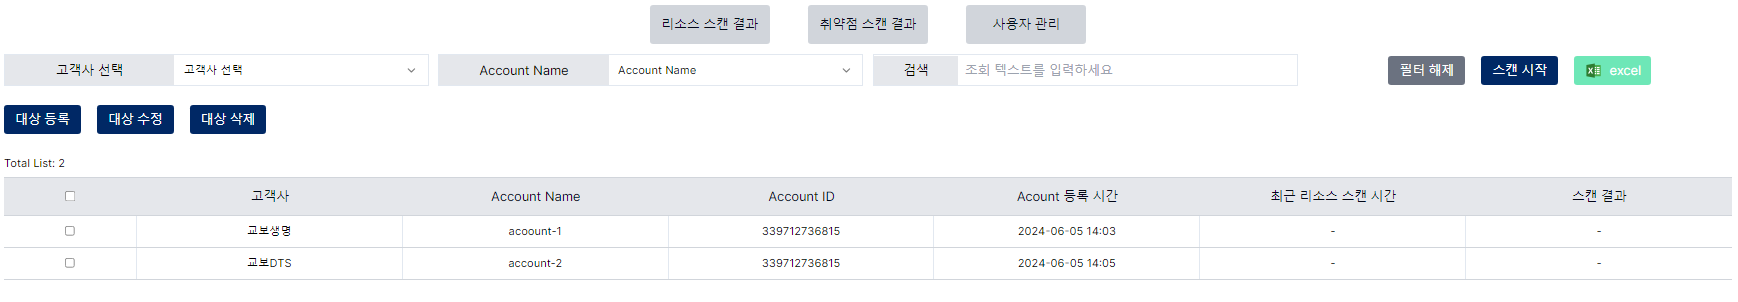 리소스 스캔 결과 취약점 스캔 결과 사용자 관리
고객사 선택 고객사 선택 Account Name Account Name 검색 조회 텍스트를 입력하세요 필터 해제 스캔 시작 excel
대상 등록 대상 수정 대상 삭제
Total List: 2
고객사 Account Name Account ID Acount 등록 시간 최근 리소스 스캔 시간 스캔 결과
교보생명 acoount-1 339712736815 2024-06-05 14:03 - -
교보DTS account-2 339712736815 2024-06-05 14:05 - -